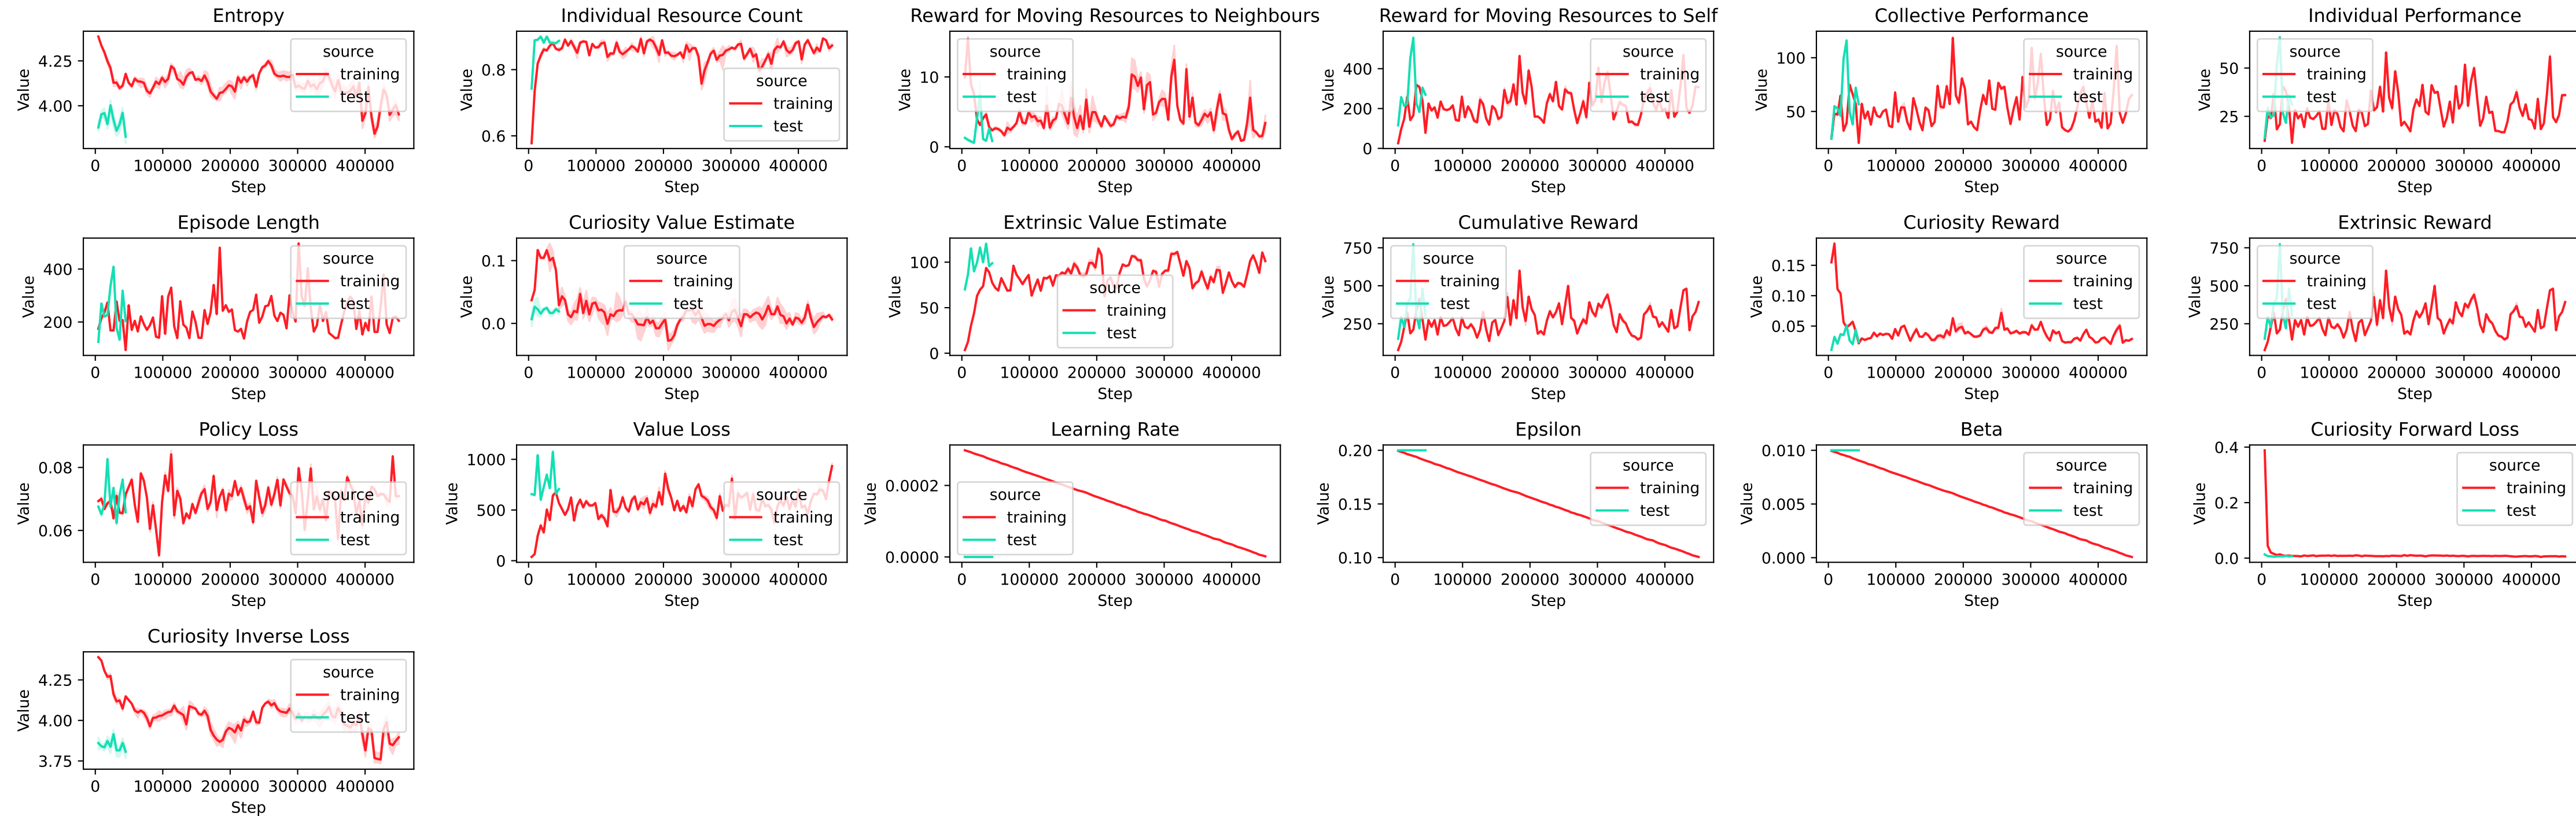 Entropy
Value
4.25
4.00
source
training
test
0 100000 200000 300000 400000
Step
Individual Resource Count
Value
0.8
0.6
source
training
test
0 100000 200000 300000 400000
Step
Reward for Moving Resources to Neighbours
Value
10
0
source
training
test
0 100000 200000 300000 400000
Step
Reward for Moving Resources to Self
Value
400
200
0
source
training
test
0 100000 200000 300000 400000
Step
Collective Performance
Value
100
50
source
training
test
0 100000 200000 300000 400000
Step
Individual Performance
Value
50
25
source
training
test
0 100000 200000 300000 400000
Step
Episode Length
Value
400
200
source
training
test
0 100000 200000 300000 400000
Step
Curiosity Value Estimate
Value
0.1
0.0
source
training
test
0 100000 200000 300000 400000
Step
Extrinsic Value Estimate
Value
100
50
0
source
training
test
0 100000 200000 300000 400000
Step
Cumulative Reward
Value
750
500
250
source
training
test
0 100000 200000 300000 400000
Step
Curiosity Reward
Value
0.15
0.10
0.05
source
training
test
0 100000 200000 300000 400000
Step
Extrinsic Reward
Value
750
500
250
source
training
test
0 100000 200000 300000 400000
Step
Policy Loss
Value
0.08
0.06
source
training
test
0 100000 200000 300000 400000
Step
Value Loss
Value
1000
500
0
source
training
test
0 100000 200000 300000 400000
Step
Learning Rate
Value
0.0002
0.0000
source
training
test
0 100000 200000 300000 400000
Step
Epsilon
Value
0.20
0.15
0.10
source
training
test
0 100000 200000 300000 400000
Step
Beta
Value
0.010
0.005
0.000
source
training
test
0 100000 200000 300000 400000
Step
Curiosity Forward Loss
Value
0.4
0.2
0.0
source
training
test
0 100000 200000 300000 400000
Step
Curiosity Inverse Loss
Value
4.25
4.00
3.75
source
training
test
0 100000 200000 300000 400000
Step